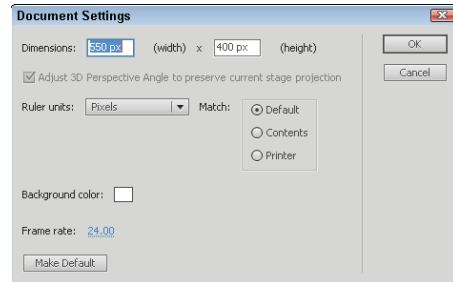 Document Settings
Dimensions: 550 px (width) x 400 px (height) OK
Adjust 3D Perspective Angle to preserve current stage projection Cancel
Ruler units: Pixels Match: Default
Contents
Printer
Background color:
Frame rate: 24.00
Make Default